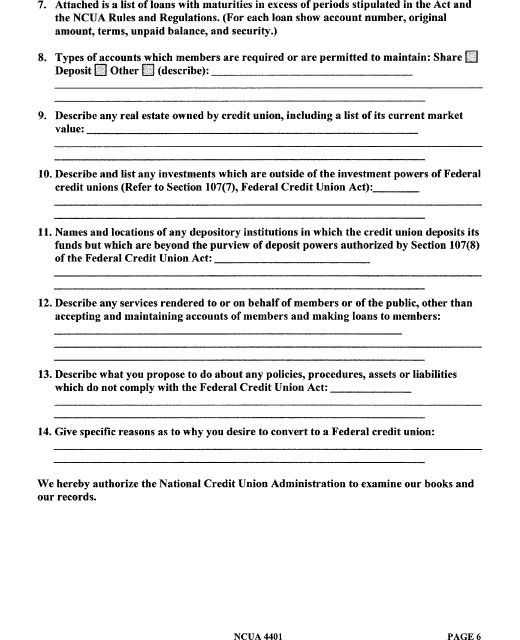 7. Attached is a list of loans with maturities in excess of periods stipulated in the Act and
the NCUA Rules and Regulations. (For each loan show account number, original
amount, terms, unpaid balance, and security.)
8. Types of accounts which members are required or are permitted to maintain: Share
Deposit Other (describe):
9. Describe any real estate owned by credit union, including a list of its current market
value:
10. Describe and list any investments which are outside of the investment powers of Federal
credit unions (Refer to Section 107(7), Federal Credit Union Act):
11. Names and locations of any depository institutions in which the credit union deposits its
funds but which are beyond the purview of deposit powers authorized by Section 107(8)
of the Federal Credit Union Act:
12. Describe any services rendered to or on behalf of members or of the public, other than
accepting and maintaining accounts of members and making loans to members:
13. Describe what you propose to do about any policies, procedures, assets or liabilities
which do not comply with the Federal Credit Union Act:
14. Give specific reasons as to why you desire to convert to a Federal credit union:
We hereby authorize the National Credit Union Administration to examine our books and
our records.
NCUA 4401 PAGE 6